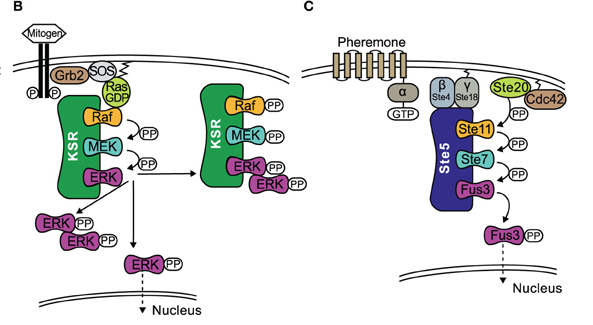 B
Mitogen
Grb2
SOS
P
P
Ras
GDP
KSR
Raf
PP
MEK
PP
ERK
KSR
Raf
PP
MEK
PP
ERK
PP
ERK
PP
ERK
PP
ERK
PP
ERK
PP
Nucleus
C
Pheromone
α
GTP
β
Ste4
γ
Ste18
Ste20
Cdc42
Ste5
Ste11
PP
Ste7
PP
Fus3
PP
Fus3
PP
Nucleus